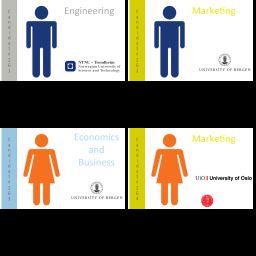 Engineering
NTNU – Trondheim
Norwegian University of
Science and Technology
Marketing
UNIVERSITY OF BERGEN
Economics
and
Business
UNIVERSITY OF BERGEN
Marketing
UiO University of Oslo